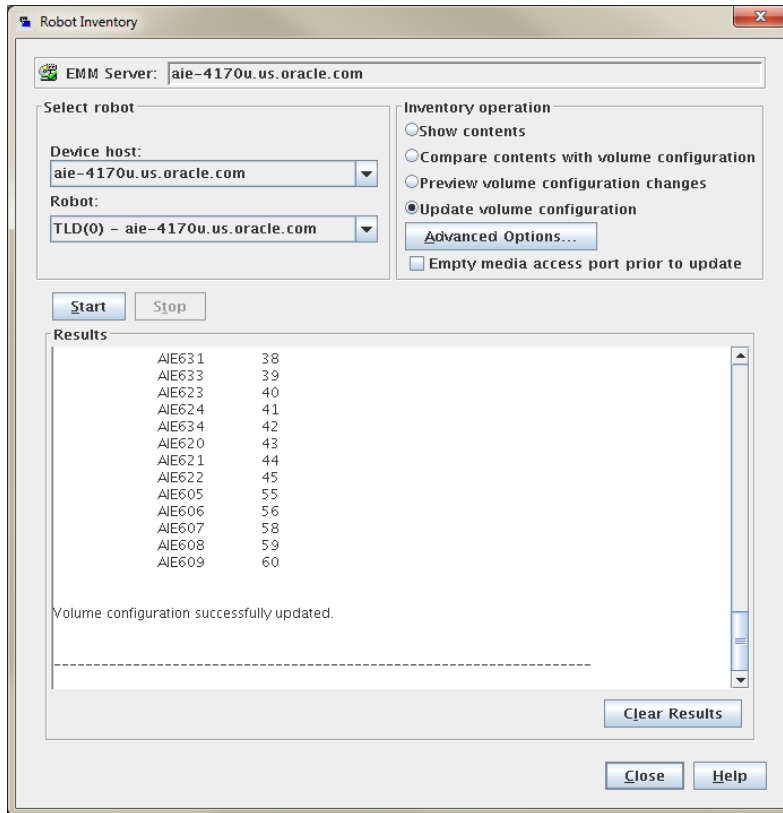 Robot Inventory
EMM Server: aie-4170u.us.oracle.com
Select robot
Device host:
aie-4170u.us.oracle.com
Robot:
TLD(0) - aie-4170u.us.oracle.com
Inventory operation
Show contents
Compare contents with volume configuration
Preview volume configuration changes
Update volume configuration
Advanced Options...
Empty media access port prior to update
Start Stop
Results
AIE631 38
AIE633 39
AIE623 40
AIE624 41
AIE634 42
AIE620 43
AIE621 44
AIE622 45
AIE605 55
AIE606 56
AIE607 58
AIE608 59
AIE609 60
Volume configuration successfully updated.
--------------------------------------------------------------------
Clear Results
Close Help